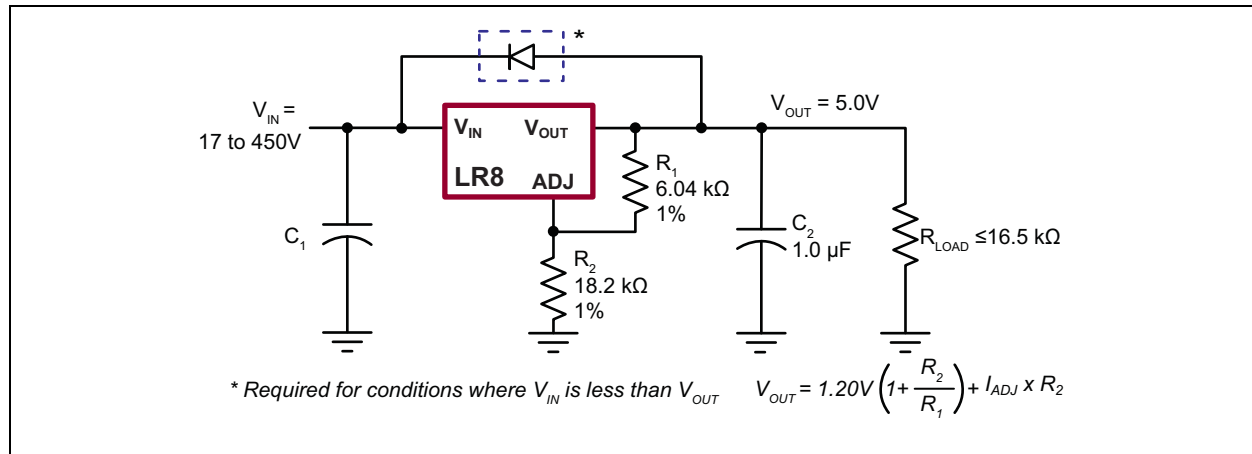 *
V_IN =
17 to 450V
V_IN V_OUT
LR8 ADJ
V_OUT = 5.0V
R_1
6.04 kΩ
1%
C_1
R_2
18.2 kΩ
1%
C_2
1.0 µF
R_LOAD ≤16.5 kΩ
* Required for conditions where V_IN is less than V_OUT V_OUT = 1.20V(1+ R_2/R_1)+ I_ADJ x R_2